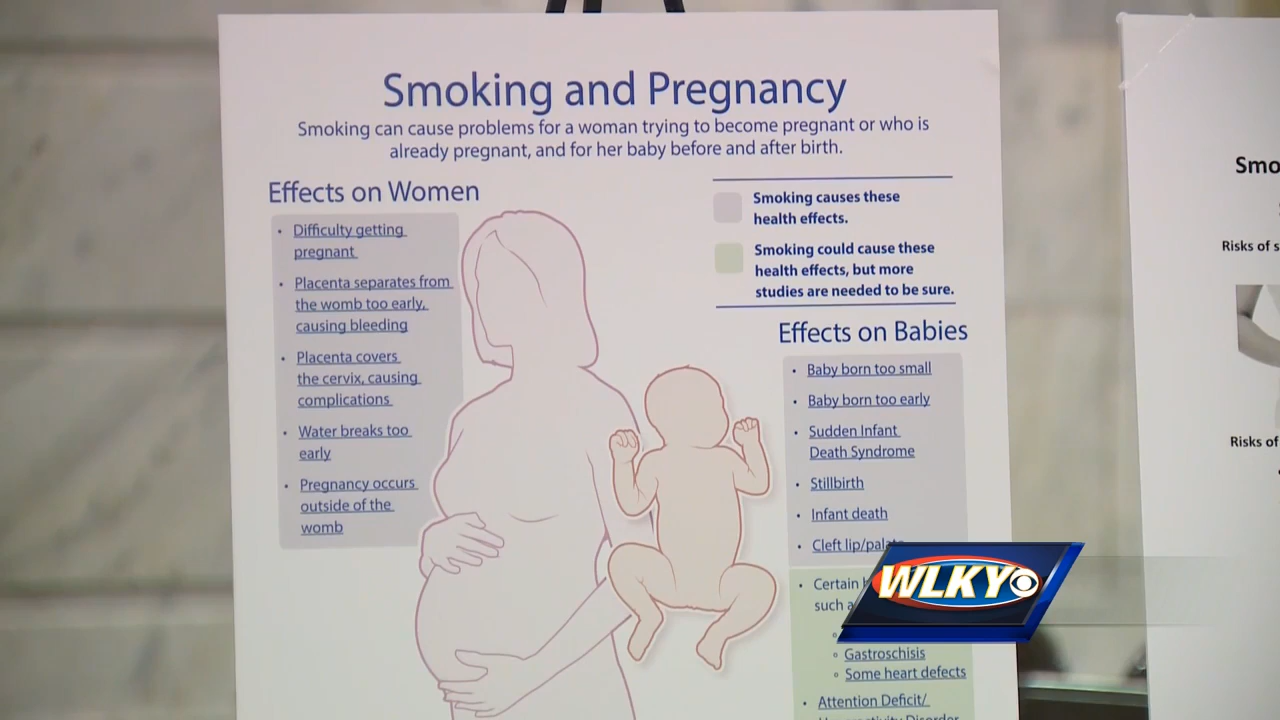 Smoking and Pregnancy
Smoking can cause problems for a woman trying to become pregnant or who is
already pregnant, and for her baby before and after birth.
Effects on Women
• Difficulty getting
pregnant
• Placenta separates from
the womb too early,
causing bleeding
• Placenta covers
the cervix, causing
complications
• Water breaks too
early
• Pregnancy occurs
outside of the
womb
Smoking causes these
health effects.
Smoking could cause these
health effects, but more
studies are needed to be sure.
Effects on Babies
• Baby born too small
• Baby born too early
• Sudden Infant
Death Syndrome
• Stillbirth
• Infant death
• Cleft lip/
• Certain
such
Gastroschisis
Some heart defects
• Attention Deficit/
WLKY
Risks of
Risks of